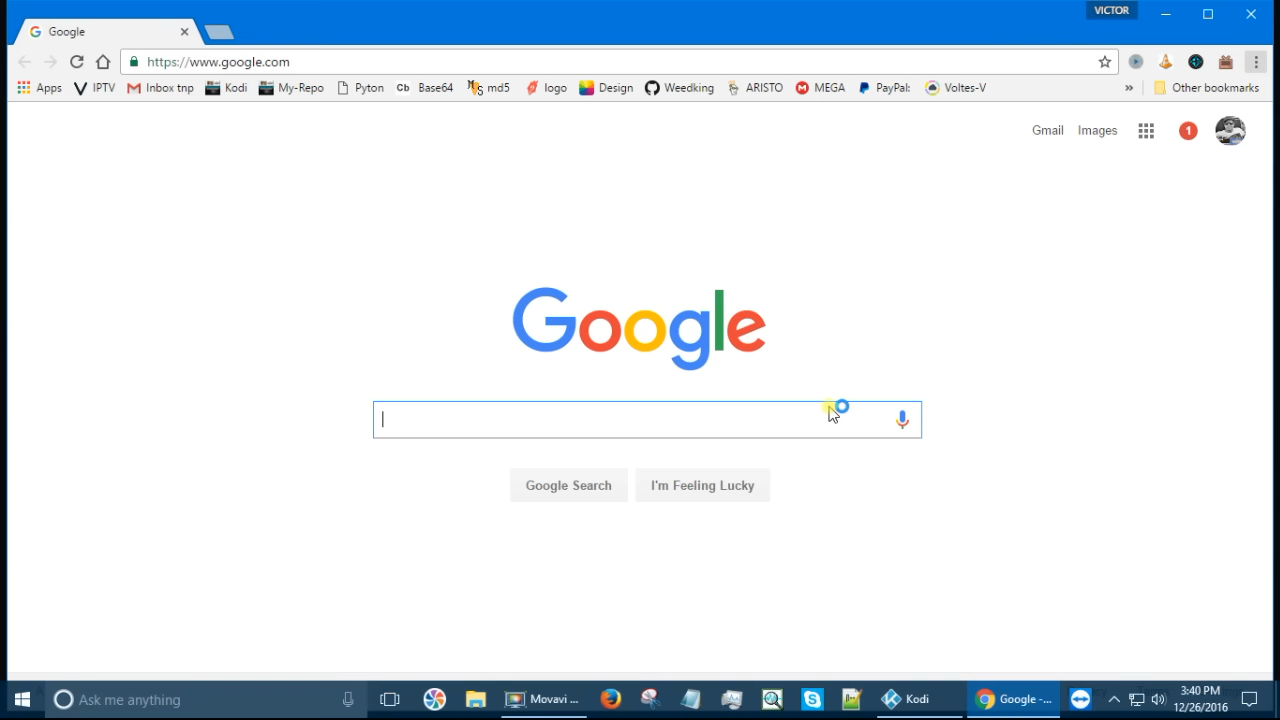 VICTOR
Google
https://www.google.com
Apps IPTV Inbox tnp Kodi My-Repo Pyton Cb Base64 md5 logo Design Weedking ARISTO MEGA PayPal: Voltes-V » Other bookmarks
Gmail Images 1
Google
Google Search I'm Feeling Lucky
Ask me anything Movavi ... Kodi Google -... 3:40 PM
12/26/2016